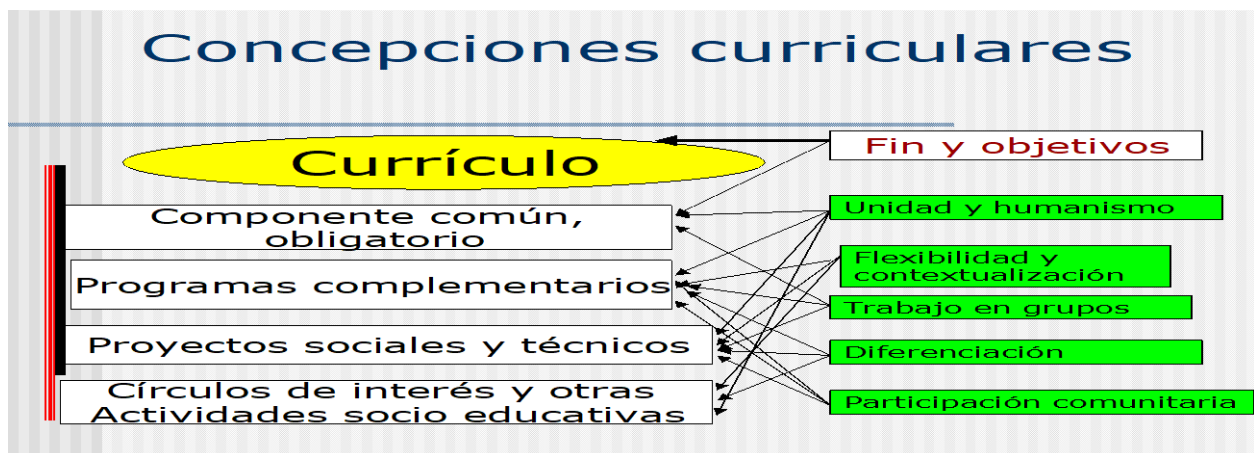 Concepciones curriculares
Currículo
Componente común,
obligatorio
Programas complementarios
Proyectos sociales y técnicos
Círculos de interés y otras
Actividades socio educativas
Fin y objetivos
Unidad y humanismo
Flexibilidad y
contextualización
Trabajo en grupos
Diferenciación
Participación comunitaria